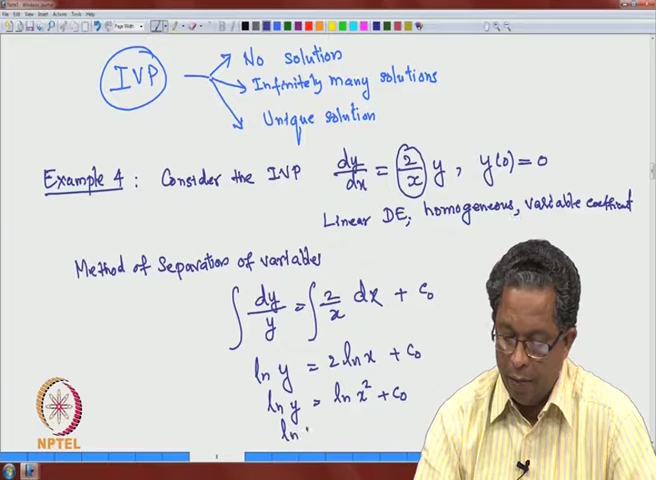 IVP
No solution
Infinitely many solutions
Unique solution
Example 4 : Consider the IVP dy/dx = 2/x y, y(0) = 0
Linear DE, homogeneous, variable coefficient
Method of Separation of variables
∫ dy/y = ∫ 2/x dx + c₀
ln y = 2 ln x + c₀
ln y = ln x² + c₀
ln
NPTEL